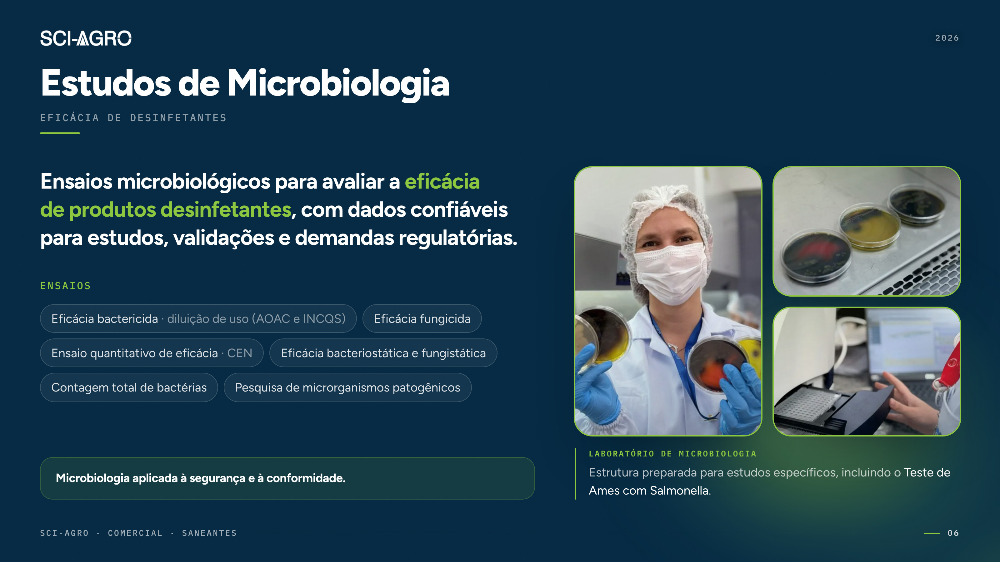 SCI-AGRO
2026
Estudos de Microbiologia
EFICÁCIA DE DESINFETANTES
Ensaios microbiológicos para avaliar a eficácia
de produtos desinfetantes, com dados confiáveis
para estudos, validações e demandas regulatórias.
ENSAIOS
Eficácia bactericida · diluição de uso (AOAC e INCQS)
Eficácia fungicida
Ensaio quantitativo de eficácia · CEN
Eficácia bacteriostática e fungistática
Contagem total de bactérias
Pesquisa de microrganismos patogênicos
Microbiologia aplicada à segurança e à conformidade.
LABORATÓRIO DE MICROBIOLOGIA
Estrutura preparada para estudos específicos, incluindo o Teste de
Ames com Salmonella.
SCI-AGRO · COMERCIAL · SANEANTES
06